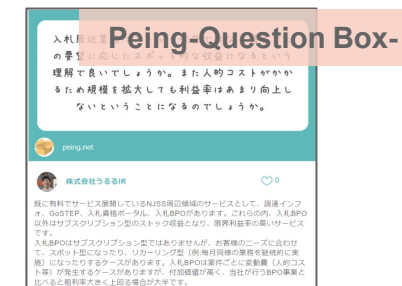 Peing-Question Box-
入札周辺業
の要望に応じたスポット的な収益になるという
理解で良いでしょうか。また人的コストがかか
るため規模を拡大しても利益率はあまり向上し
ないということになるのでしょうか。
peing.net
株式会社うるるIR
0
既に有料でサービス展開しているNJSS周辺領域のサービスとして、調達インフ
ォ、GoSTEP、入札資格ポータル、入札BPOがあります。これらの内、入札BPO
以外はサブスクリプション型のストック収益となり、限界利益率の高いサービス
です。
入札BPOはサブスクリプション型ではありませんが、お客様のニーズに合わせ
て、スポット型になったり、リカーリング型（例:毎月同様の業務を継続的に実
施）になったりするケースがあります。入札BPOは案件ごとに変動費（人的コス
ト等）が発生するケースがありますが、付加価値が高く、当社が行うBPO事業と
比べると粗利率大きく上回る場合が大半です。